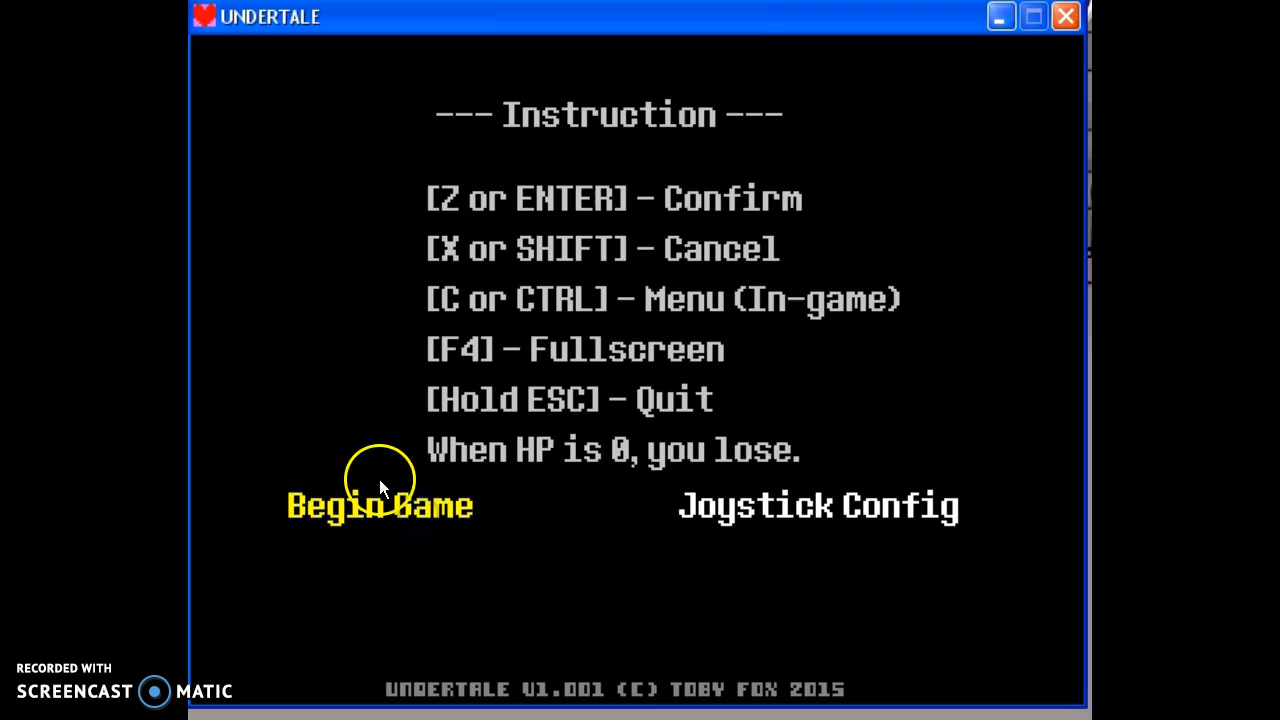 UNDERTALE
--- Instruction ---
[Z or ENTER] - Confirm
[X or SHIFT] - Cancel
[C or CTRL] - Menu (In-game)
[F4] - Fullscreen
[Hold ESC] - Quit
When HP is 0, you lose.
Begin Game
Joystick Config
UNDERTALE V1.001 (C) TOBY FOX 2015
RECORDED WITH
SCREENCAST MATIC